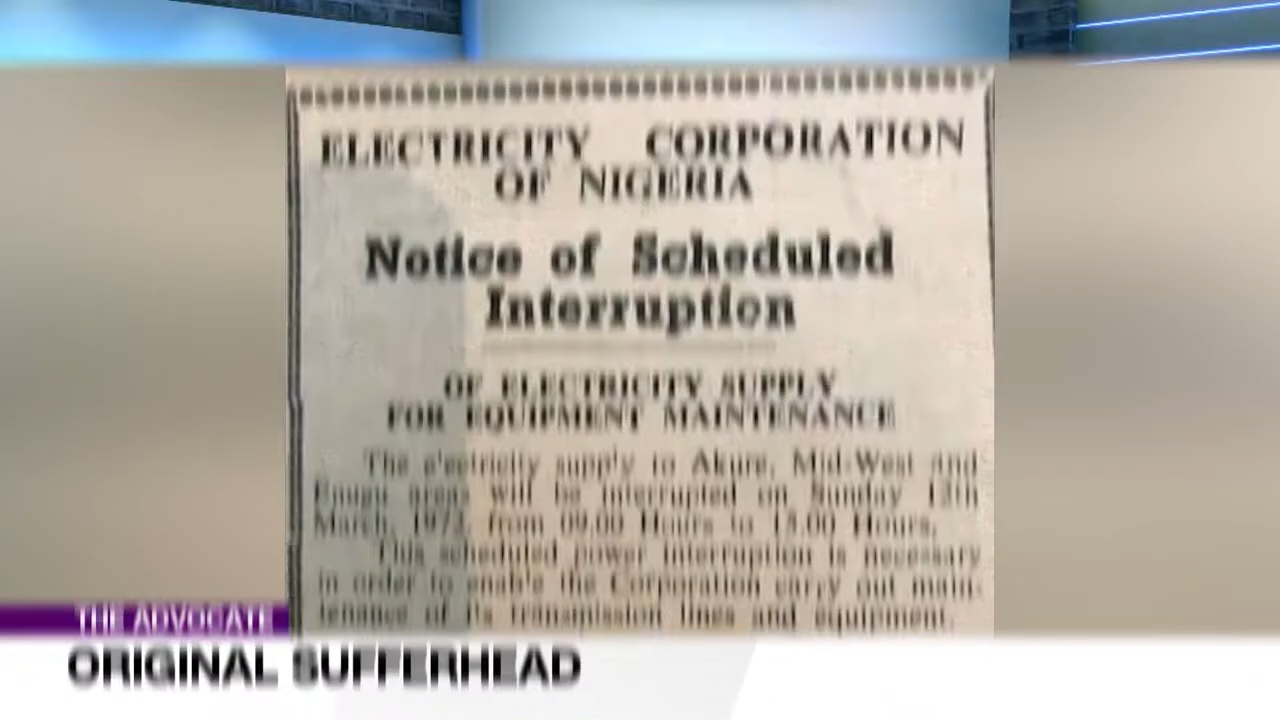 ELECTRICITY CORPORATION
OF NIGERIA
Notice of Scheduled
Interruption
OF ELECTRICITY SUPPLY
FOR EQUIPMENT MAINTENANCE
The electricity supply to Akure, Mid-West and
Enugu areas will be interrupted on Sunday 12th
March, from 09.00 Hours to Hours.
This scheduled power interruption is necessary
in order to enable the Corporation carry out main-
tenance of its transmission lines and equipment.
THE ADVOCATE
ORIGINAL SUFFERHEAD